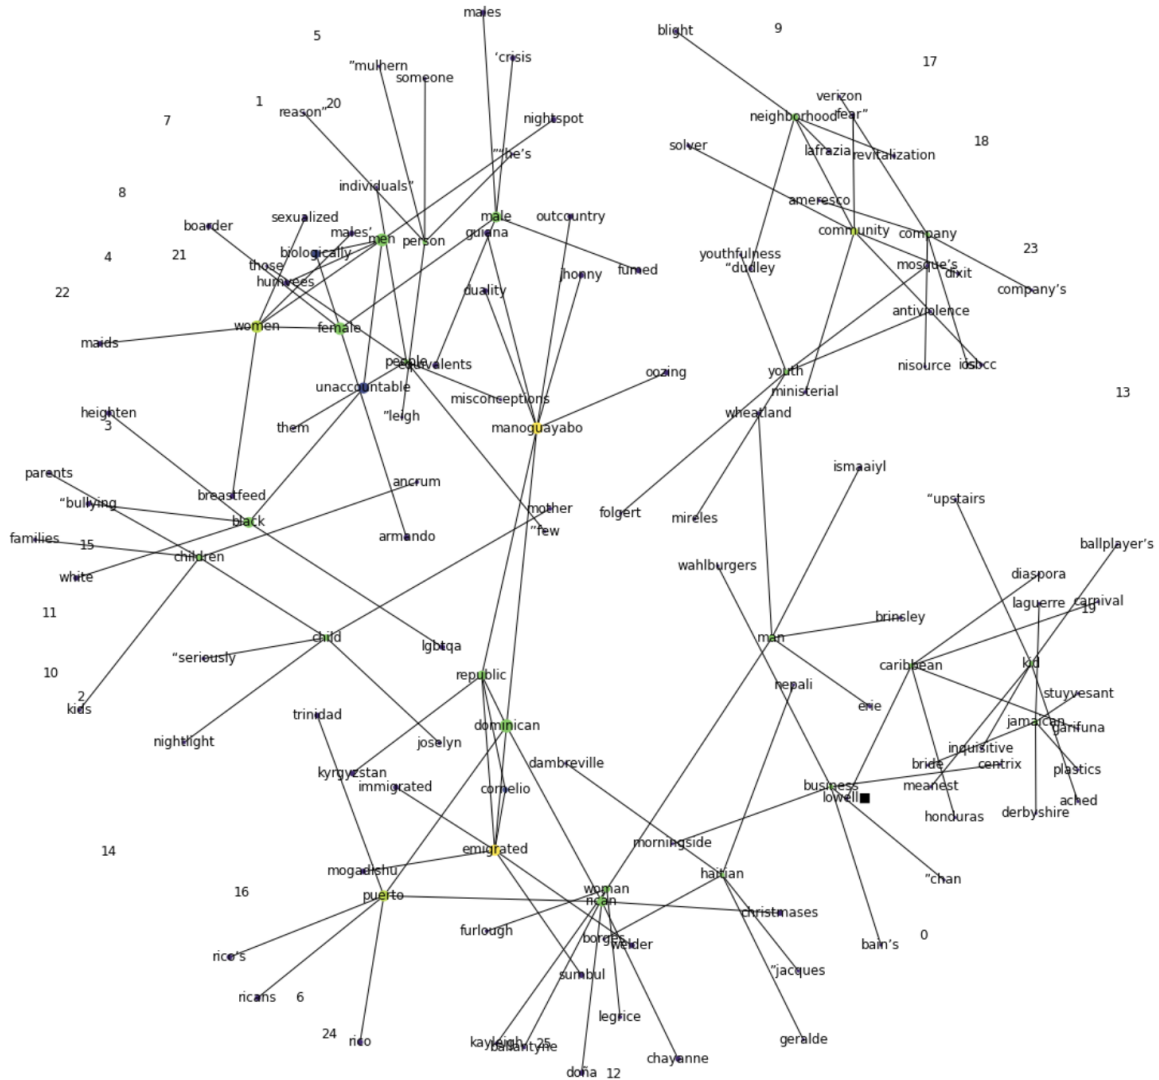 males
blight
9
5
'crisis
17
“mulhern
someone
verizon
1
20
reason”
neighborhood
fear”
7
nightspot
18
solver
““he’s
lafrazia
revitalization
individuals”
8
ameresco
sexualized
male
outcountry
boarder
males’
men
person
guiana
community
company
23
4
21
biologically
youthfulness
those
“dudley
mosque’s
dixit
humvees
jhonny
fumed
22
duality
company’s
antiviolence
women
female
maids
people
equivalents
nisource
iosbcc
youth
oozing
unaccountable
misconceptions
ministerial
13
heighten
“leigh
wheatland
3
them
manoguayabo
parents
ismaaiyl
ancrum
“bullying
breastfeed
“upstairs
mother
folgert
mireles
black
“few
families
15
armando
ballplayer’s
children
white
wahlburgers
diaspora
11
laguerre
carnival
19
brinsley
child
man
lgbtqa
“seriously
caribbean
kid
10
republic
nepali
2
stuyvesant
kids
erie
trinidad
jamaican
garifuna
dominican
nightlight
joselyn
inquisitive
dambreville
bride
centrix
plastics
kyrgyzstan
immigrated
cornelio
business
meanest
lowell■
ached
honduras
derbyshire
morningside
14
emigrated
mogadishu
haitian
“chan
16
puerto
woman
rican
christmases
furlough
borges
welder
0
bain’s
rico’s
sumbul
“jacques
ricans
6
legrice
24
rico
kayleigh
25
ballantyne
geralde
chayanne
doña
12